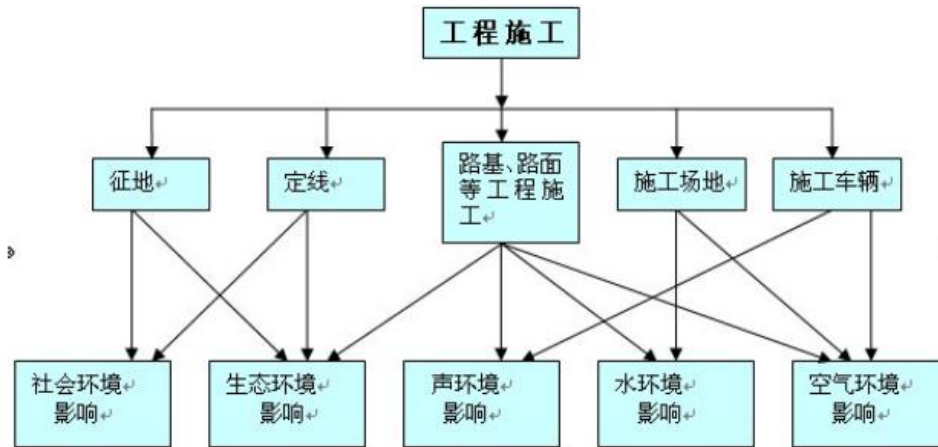 工程施工
征地
定线
路基、路面
等工程施
工
施工场地
施工车辆
社会环境
影响
生态环境
影响
声环境
影响
水环境
影响
空气环境
影响